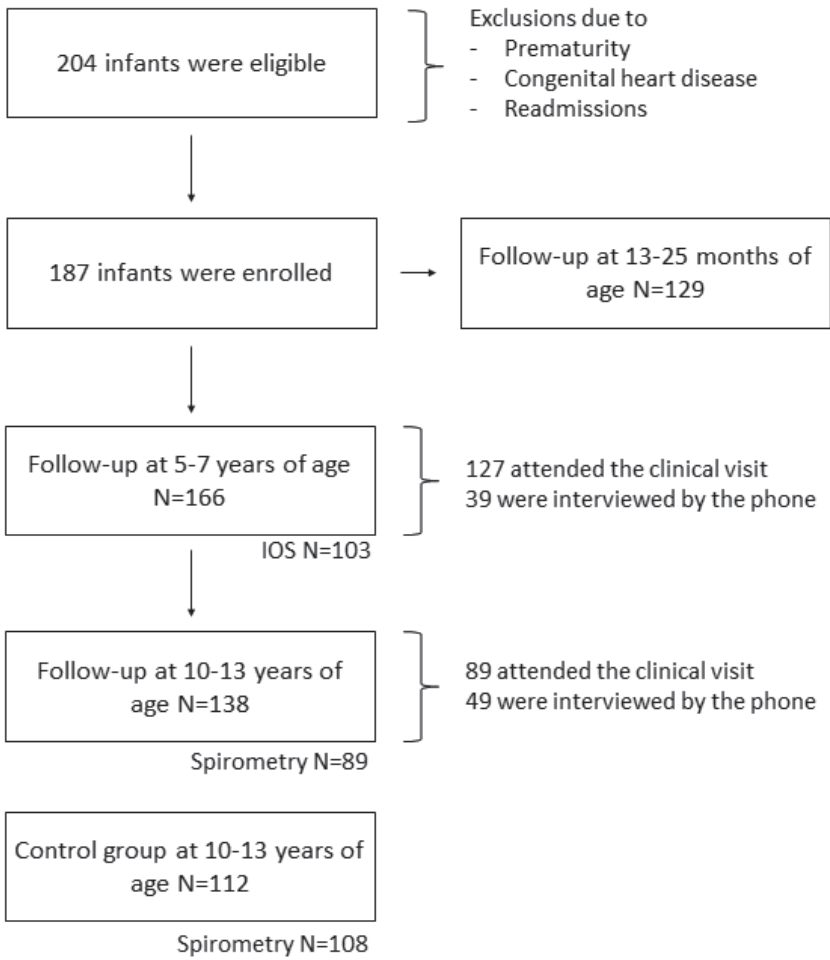 204 infants were eligible
Exclusions due to
- Prematurity
- Congenital heart disease
- Readmissions
187 infants were enrolled
Follow-up at 13-25 months of
age N=129
Follow-up at 5-7 years of age
N=166
127 attended the clinical visit
39 were interviewed by the phone
IOS N=103
Follow-up at 10-13 years of
age N=138
89 attended the clinical visit
49 were interviewed by the phone
Spirometry N=89
Control group at 10-13 years of
age N=112
Spirometry N=108